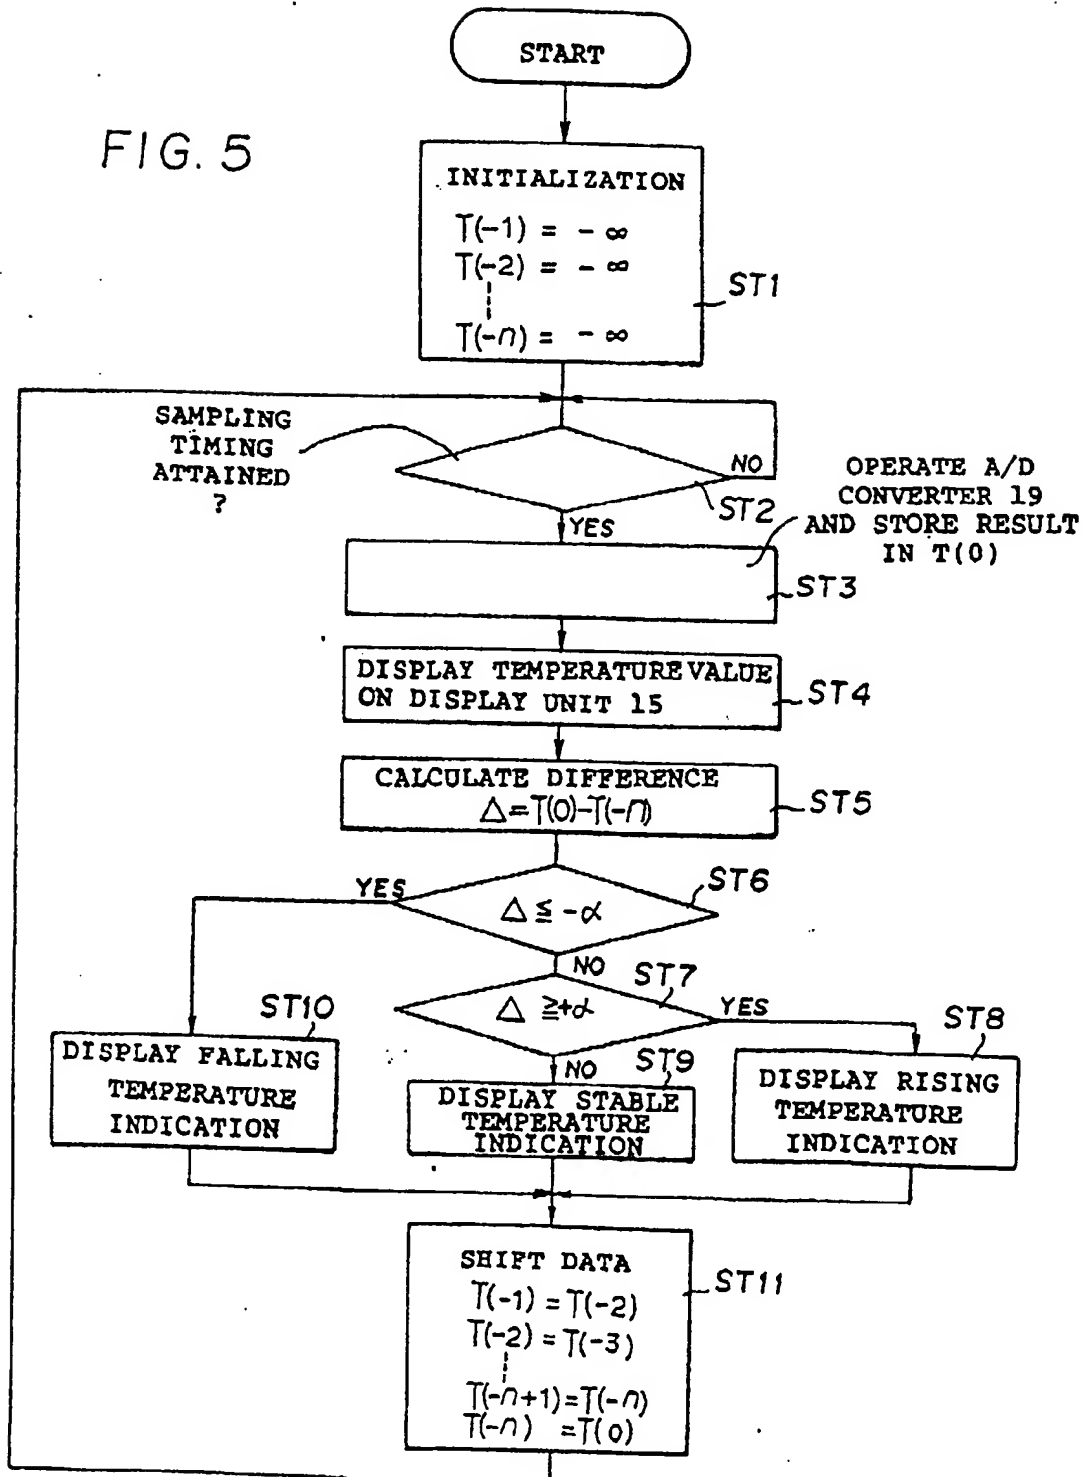 START
FIG. 5
INITIALIZATION
T(-1) = - ∞
T(-2) = - ∞
T(-n) = - ∞
ST1
SAMPLING
TIMING
ATTAINED
?
NO
ST2
YES
OPERATE A/D
CONVERTER 19
AND STORE RESULT
IN T(0)
ST3
DISPLAY TEMPERATURE VALUE
ON DISPLAY UNIT 15
ST4
CALCULATE DIFFERENCE
Δ=T(0)-T(-n)
ST5
YES
Δ ≦ -α
ST6
NO
ST7
Δ ≧+α
YES
ST10
DISPLAY FALLING
TEMPERATURE
INDICATION
NO
ST9
DISPLAY STABLE
TEMPERATURE
INDICATION
ST8
DISPLAY RISING
TEMPERATURE
INDICATION
SHIFT DATA
T(-1) = T(-2)
T(-2) = T(-3)
T(-n+1)=T(-n)
T(-n) =T(0)
ST11